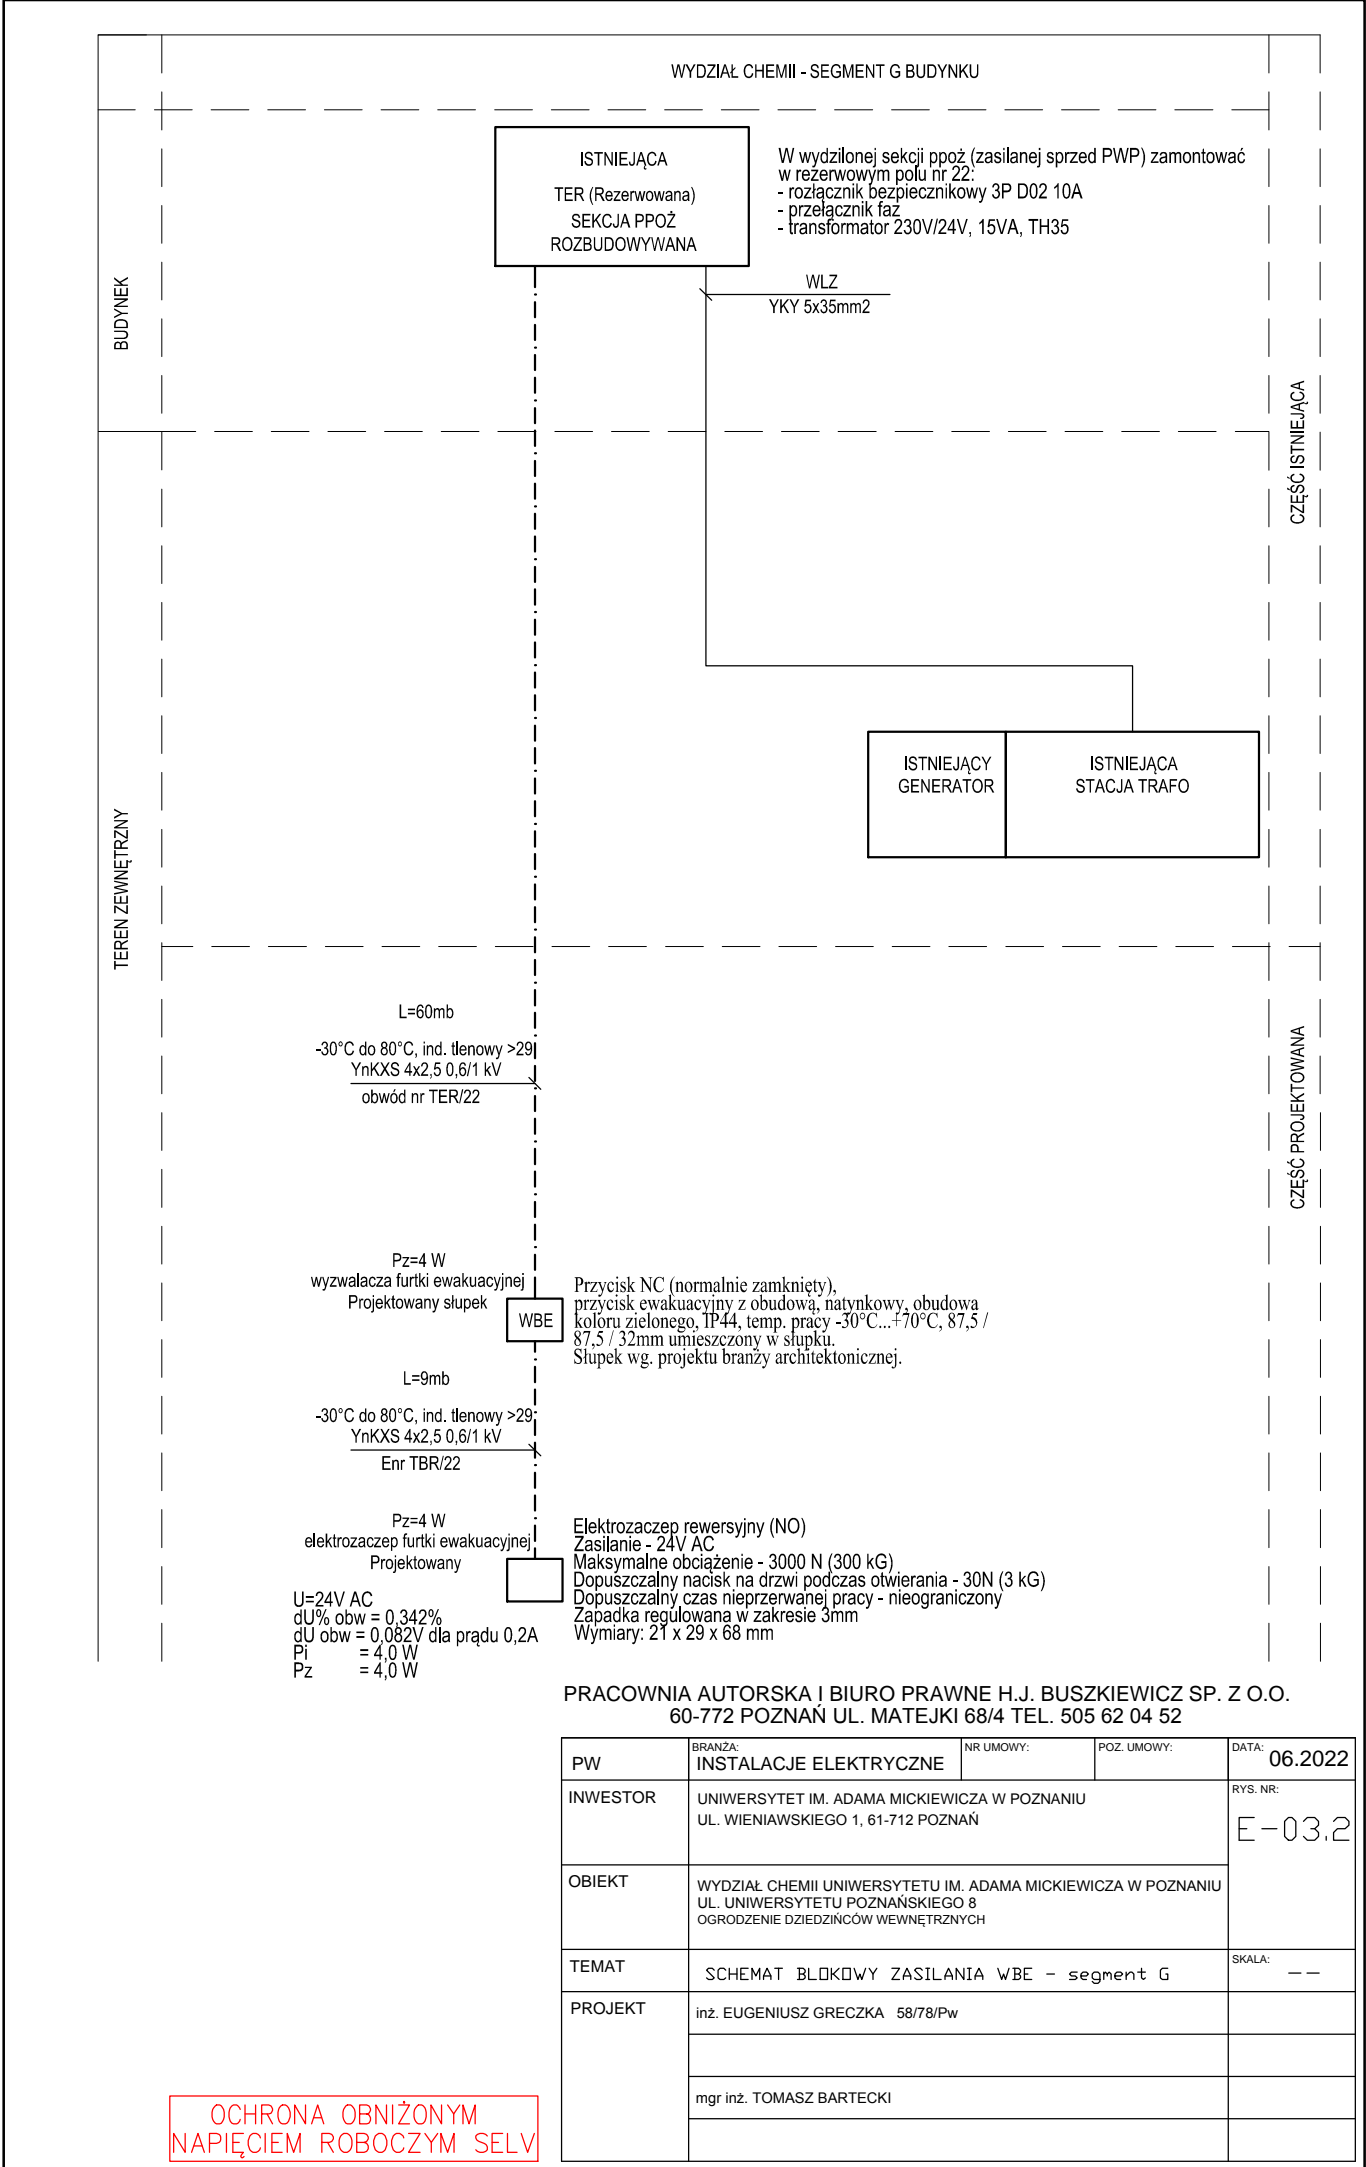 WYDZIAŁ CHEMII - SEGMENT G BUDYNKU
ISTNIEJĄCA
TER (Rezerwowana)
SEKCJA PPOŻ
ROZBUDOWYWANA
W wydzilonej sekcji ppoż (zasilanej sprzed PWP) zamontować
w rezerwowym polu nr 22:
- rozłącznik bezpiecznikowy 3P D02 10A
- przełącznik faz
- transformator 230V/24V, 15VA, TH35
WLZ
YKY 5x35mm2
BUDYNEK
CZĘŚĆ ISTNIEJĄCA
ISTNIEJĄCY
GENERATOR
ISTNIEJĄCA
STACJA TRAFO
TEREN ZEWNĘTRZNY
CZĘŚĆ PROJEKTOWANA
L=60mb
-30°C do 80°C, ind. tlenowy >29
YnKXS 4x2,5 0,6/1 kV
obwód nr TER/22
Pz=4 W
wyzwalacza furtki ewakuacyjnej
Projektowany słupek
WBE
Przycisk NC (normalnie zamknięty),
przycisk ewakuacyjny z obudową, natynkowy, obudowa
koloru zielonego, IP44, temp. pracy -30°C...+70°C, 87,5 /
87,5 / 32mm umieszczony w słupku.
Słupek wg. projektu branży architektonicznej.
L=9mb
-30°C do 80°C, ind. tlenowy >29
YnKXS 4x2,5 0,6/1 kV
Enr TBR/22
Pz=4 W
elektrozaczep furtki ewakuacyjnej
Projektowany
Elektrozaczep rewersyjny (NO)
Zasilanie - 24V AC
Maksymalne obciążenie - 3000 N (300 kG)
Dopuszczalny nacisk na drzwi podczas otwierania - 30N (3 kG)
Dopuszczalny czas nieprzerwanej pracy - nieograniczony
Zapadka regulowana w zakresie 3mm
Wymiary: 21 x 29 x 68 mm
U=24V AC
dU% obw = 0,342%
dU obw = 0,082V dla prądu 0,2A
Pi = 4,0 W
Pz = 4,0 W
PRACOWNIA AUTORSKA I BIURO PRAWNE H.J. BUSZKIEWICZ SP. Z O.O.
60-772 POZNAŃ UL. MATEJKI 68/4 TEL. 505 62 04 52
PW
BRANŻA:
INSTALACJE ELEKTRYCZNE
NR UMOWY:
POZ. UMOWY:
DATA:
06.2022
INWESTOR
UNIWERSYTET IM. ADAMA MICKIEWICZA W POZNANIU
UL. WIENIAWSKIEGO 1, 61-712 POZNAŃ
RYS. NR:
E-03.2
OBIEKT
WYDZIAŁ CHEMII UNIWERSYTETU IM. ADAMA MICKIEWICZA W POZNANIU
UL. UNIWERSYTETU POZNAŃSKIEGO 8
OGRODZENIE DZIEDZIŃCÓW WEWNĘTRZNYCH
TEMAT
SCHEMAT BLOKOWY ZASILANIA WBE - segment G
SKALA:
--
PROJEKT
inż. EUGENIUSZ GRECZKA 58/78/Pw
mgr inż. TOMASZ BARTECKI
OCHRONA OBNIŻONYM
NAPIĘCIEM ROBOCZYM SELV